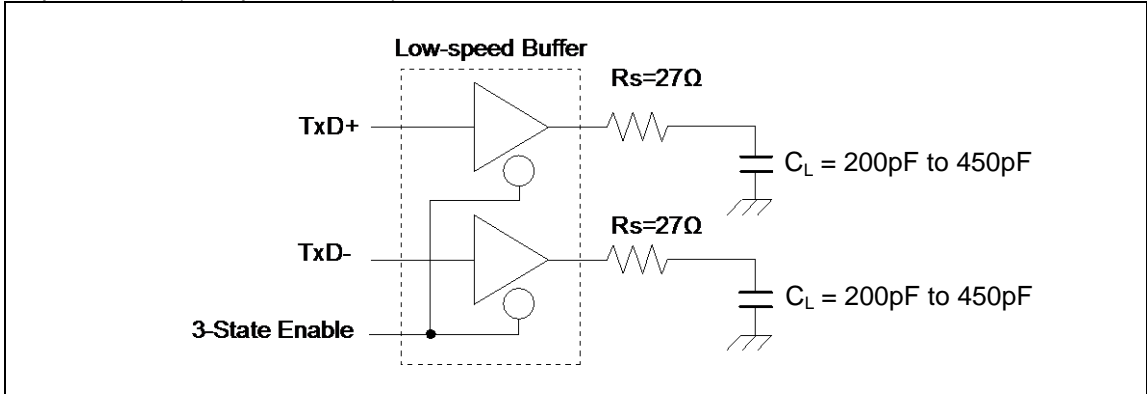 Low-speed Buffer
Rs=27Ω
TxD+
C_L = 200pF to 450pF
Rs=27Ω
TxD-
C_L = 200pF to 450pF
3-State Enable